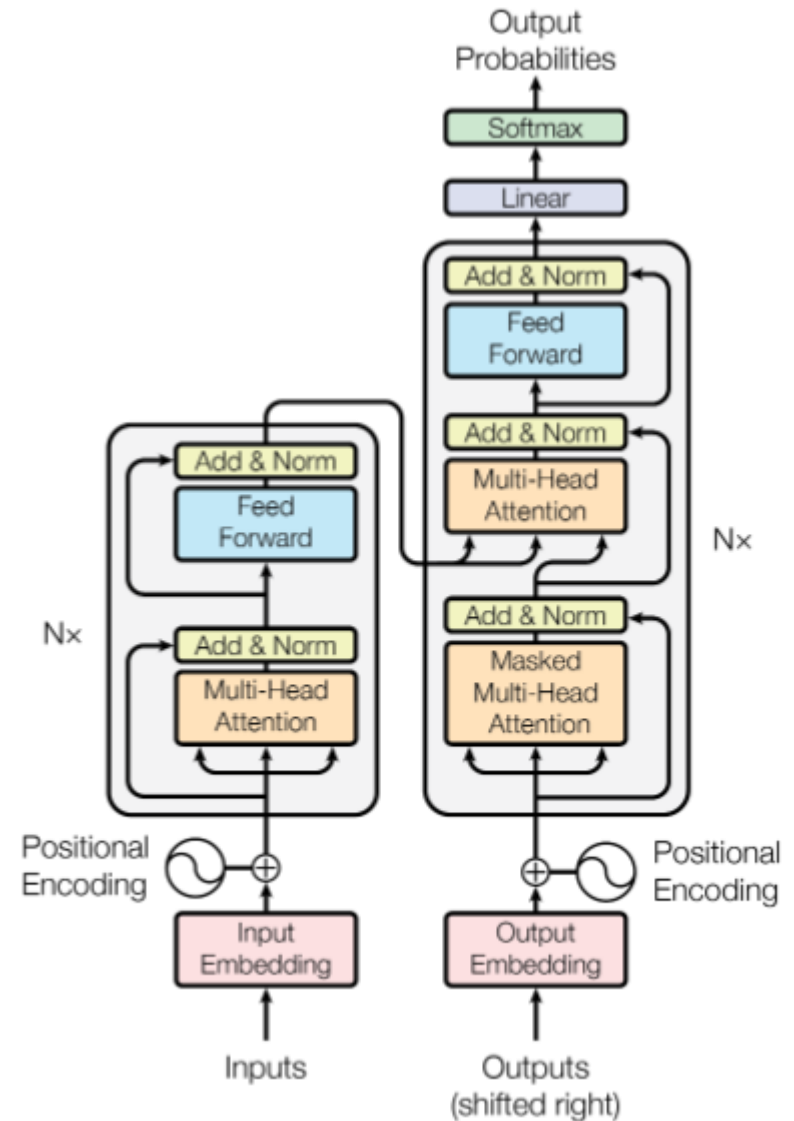 Output
Probabilities
Softmax
Linear
Add & Norm
Feed
Forward
Add & Norm
Multi-Head
Attention
N×
Add & Norm
Masked
Multi-Head
Attention
Add & Norm
Feed
Forward
N×
Add & Norm
Multi-Head
Attention
Positional
Encoding
Positional
Encoding
Input
Embedding
Output
Embedding
Inputs
Outputs
(shifted right)